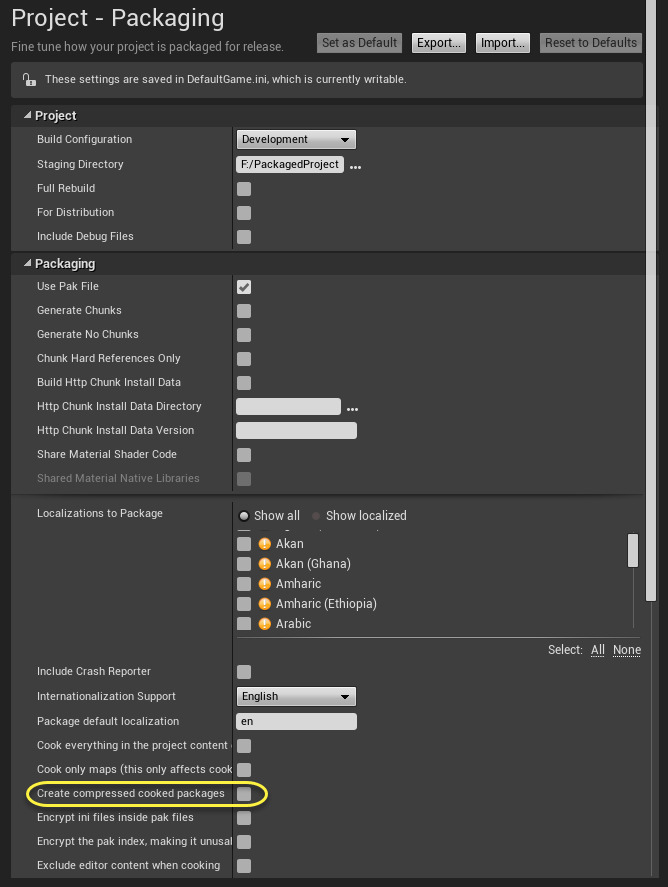 Project - Packaging
Fine tune how your project is packaged for release.
Set as Default
Export...
Import...
Reset to Defaults
These settings are saved in DefaultGame.ini, which is currently writable.
Project
Build Configuration
Development
Staging Directory
F:/PackagedProject
...
Full Rebuild
For Distribution
Include Debug Files
Packaging
Use Pak File
Generate Chunks
Generate No Chunks
Chunk Hard References Only
Build Http Chunk Install Data
Http Chunk Install Data Directory
...
Http Chunk Install Data Version
Share Material Shader Code
Shared Material Native Libraries
Localizations to Package
Show all
Show localized
Akan
Akan (Ghana)
Amharic
Amharic (Ethiopia)
Arabic
Select: All None
Include Crash Reporter
Internationalization Support
English
Package default localization
en
Cook everything in the project content
Cook only maps (this only affects cook
Create compressed cooked packages
Encrypt ini files inside pak files
Encrypt the pak index, making it unusal
Exclude editor content when cooking